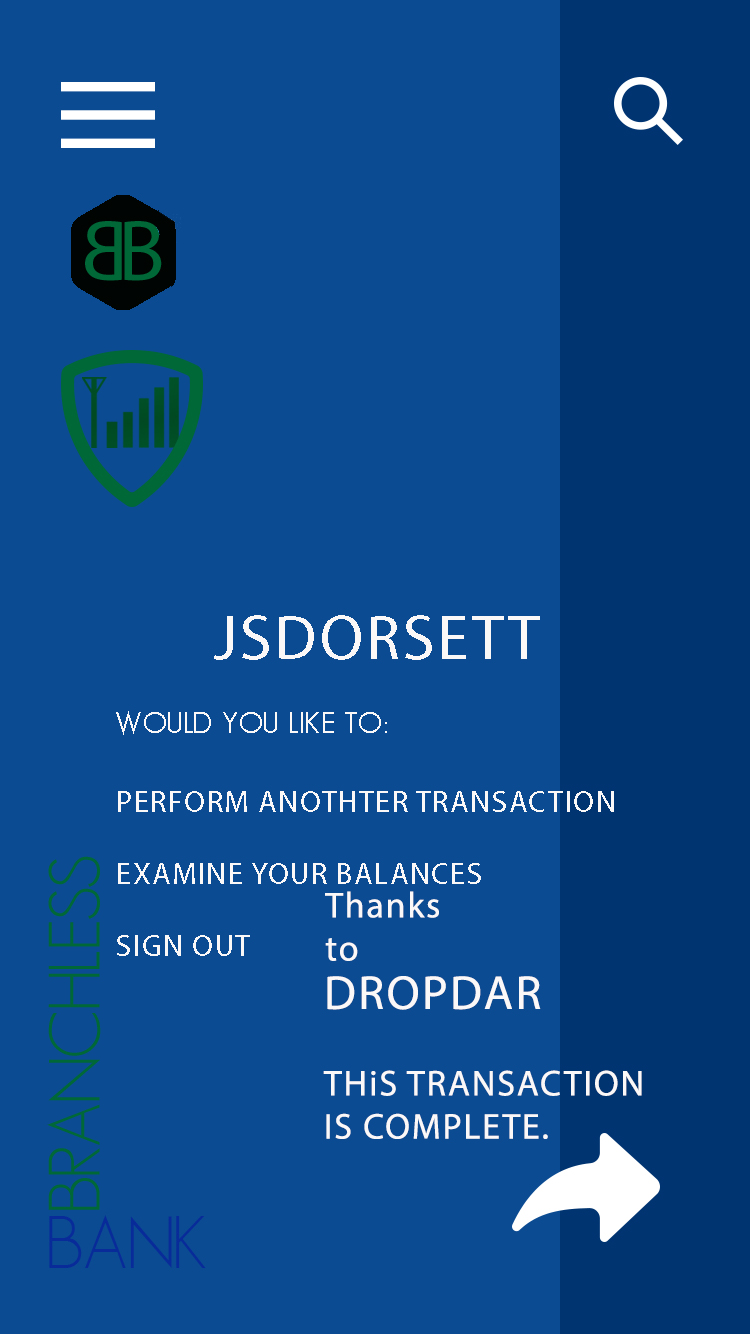 BB
JSDORSETT
WOULD YOU LIKE TO:
PERFORM ANOTHTER TRANSACTION
EXAMINE YOUR BALANCES
SIGN OUT
Thanks
to
DROPDAR
THiS TRANSACTION
IS COMPLETE.
BRANCHLESS
BANK